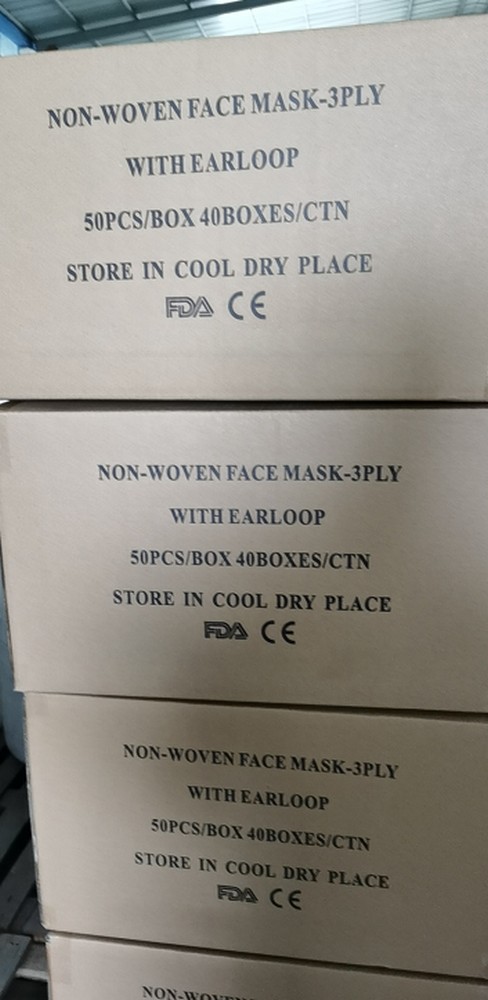 NON-WOVEN FACE MASK-3PLY
WITH EARLOOP
50PCS/BOX 40BOXES/CTN
STORE IN COOL DRY PLACE
FDA CE
NON-WOVEN FACE MASK-3PLY
WITH EARLOOP
50PCS/BOX 40BOXES/CTN
STORE IN COOL DRY PLACE
FDA CE
NON-WOVEN FACE MASK-3PLY
WITH EARLOOP
50PCS/BOX 40BOXES/CTN
STORE IN COOL DRY PLACE
FDA CE
NON-WOVEN